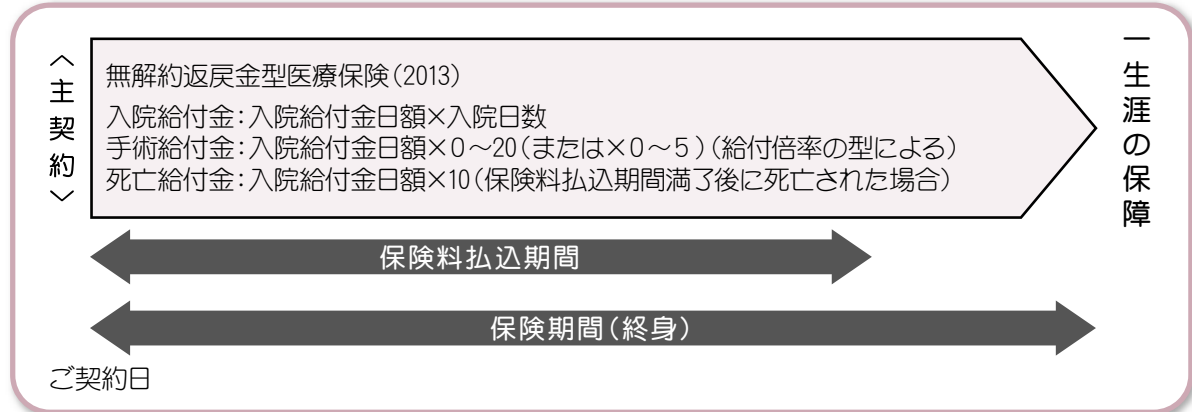 〈主契約〉
無解約返戻金型医療保険（2013）
入院給付金：入院給付金日額×入院日数
手術給付金：入院給付金日額×０～20（または×０～５）（給付倍率の型による）
死亡給付金：入院給付金日額×10（保険料払込期間満了後に死亡された場合）
一生涯の保障
保険料払込期間
保険期間（終身）
ご契約日